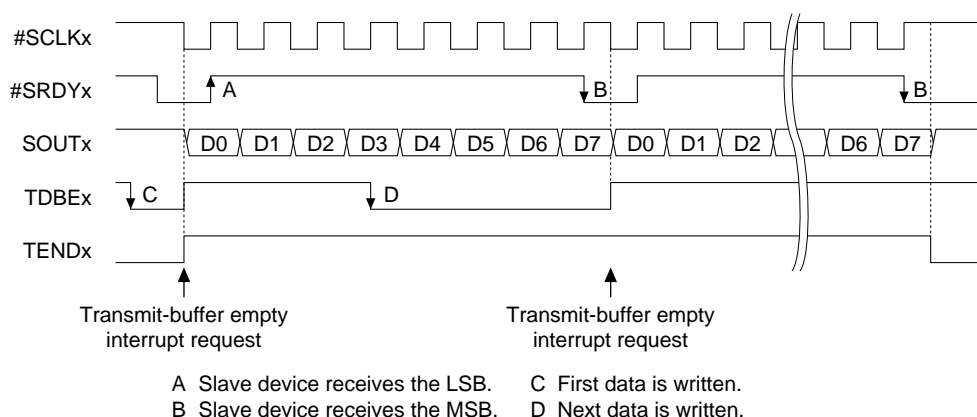 #SCLKx
#SRDYx A B B
SOUTx D0 D1 D2 D3 D4 D5 D6 D7 D0 D1 D2 D6 D7
TDBEx C D
TENDx
Transmit-buffer empty
interrupt request
Transmit-buffer empty
interrupt request
A Slave device receives the LSB. C First data is written.
B Slave device receives the MSB. D Next data is written.